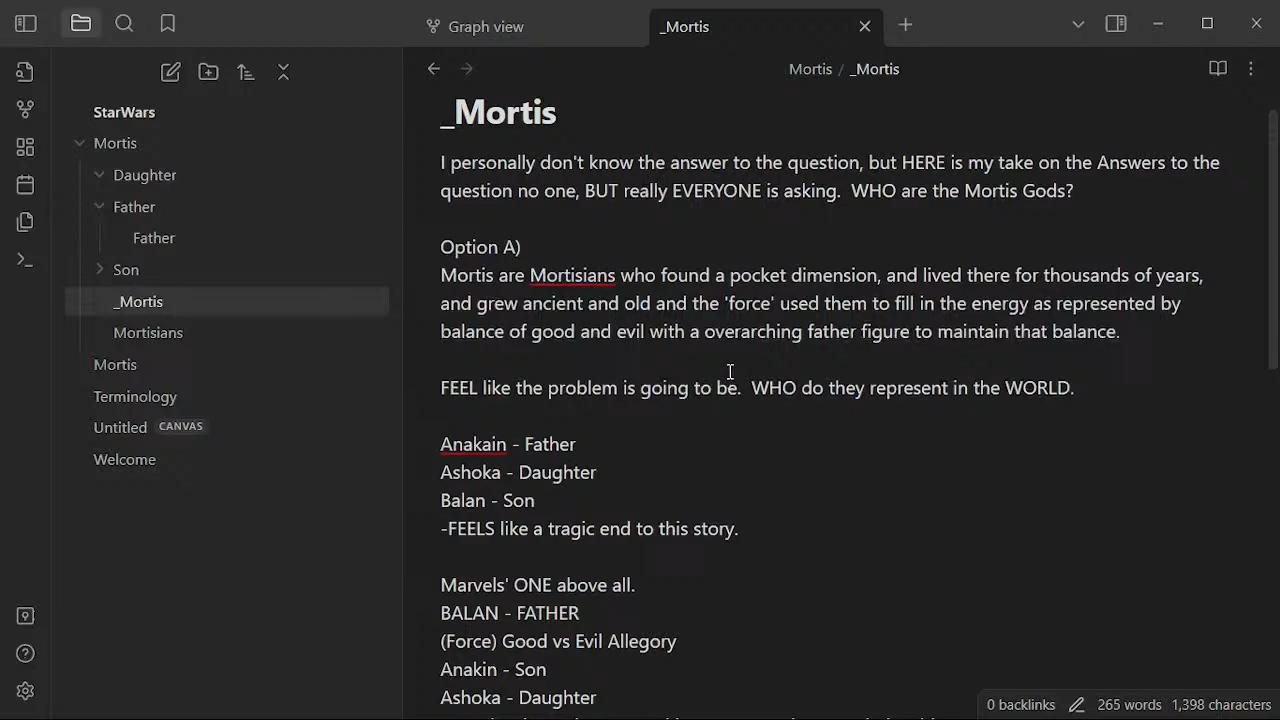 Graph view
_Mortis
Mortis / _Mortis
StarWars
Mortis
Daughter
Father
Father
Son
_Mortis
Mortisians
Mortis
Terminology
Untitled CANVAS
Welcome
_Mortis
I personally don't know the answer to the question, but HERE is my take on the Answers to the
question no one, BUT really EVERYONE is asking.  WHO are the Mortis Gods?
Option A)
Mortis are Mortisians who found a pocket dimension, and lived there for thousands of years,
and grew ancient and old and the 'force' used them to fill in the energy as represented by
balance of good and evil with a overarching father figure to maintain that balance.
FEEL like the problem is going to be.  WHO do they represent in the WORLD.
Anakain - Father
Ashoka - Daughter
Balan - Son
-FEELS like a tragic end to this story.
Marvels' ONE above all.
BALAN - FATHER
(Force) Good vs Evil Allegory
Anakin - Son
Ashoka - Daughter
0 backlinks 265 words 1,398 characters